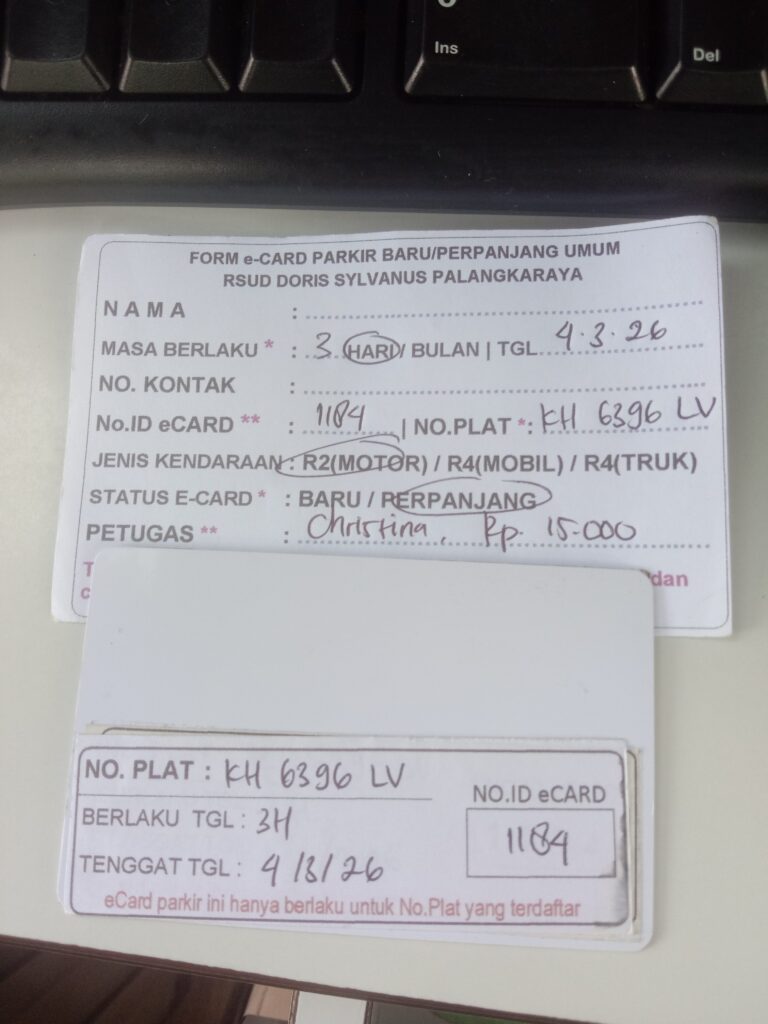 Ins
Del
FORM e-CARD PARKIR BARU/PERPANJANG UMUM
RSUD DORIS SYLVANUS PALANGKARAYA
NAMA :
MASA BERLAKU * : 3 HARI / BULAN | TGL 4.3.26
NO. KONTAK :
No.ID eCARD ** : 1184 | NO.PLAT *: KH 6396 LV
JENIS KENDARAAN : R2(MOTOR) / R4(MOBIL) / R4(TRUK)
STATUS E-CARD * : BARU / PERPANJANG
PETUGAS ** : Christina, Rp. 15.000
dan
NO. PLAT : KH 6396 LV
NO.ID eCARD
BERLAKU TGL : 3H
1184
TENGGAT TGL : 4/3/26
eCard parkir ini hanya berlaku untuk No.Plat yang terdaftar